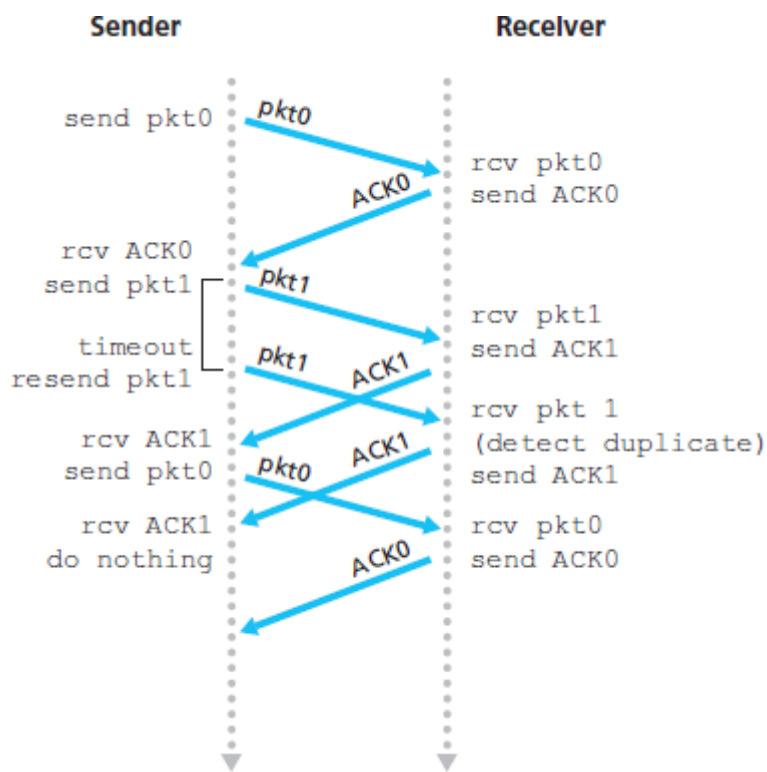 Sender
Receiver
send pkt0
pkt0
rcv pkt0
send ACK0
ACK0
rcv ACK0
send pkt1
pkt1
rcv pkt1
send ACK1
timeout
resend pkt1
pkt1
ACK1
rcv pkt 1
(detect duplicate)
send ACK1
rcv ACK1
send pkt0
pkt0
ACK1
rcv ACK1
do nothing
rcv pkt0
send ACK0
ACK0